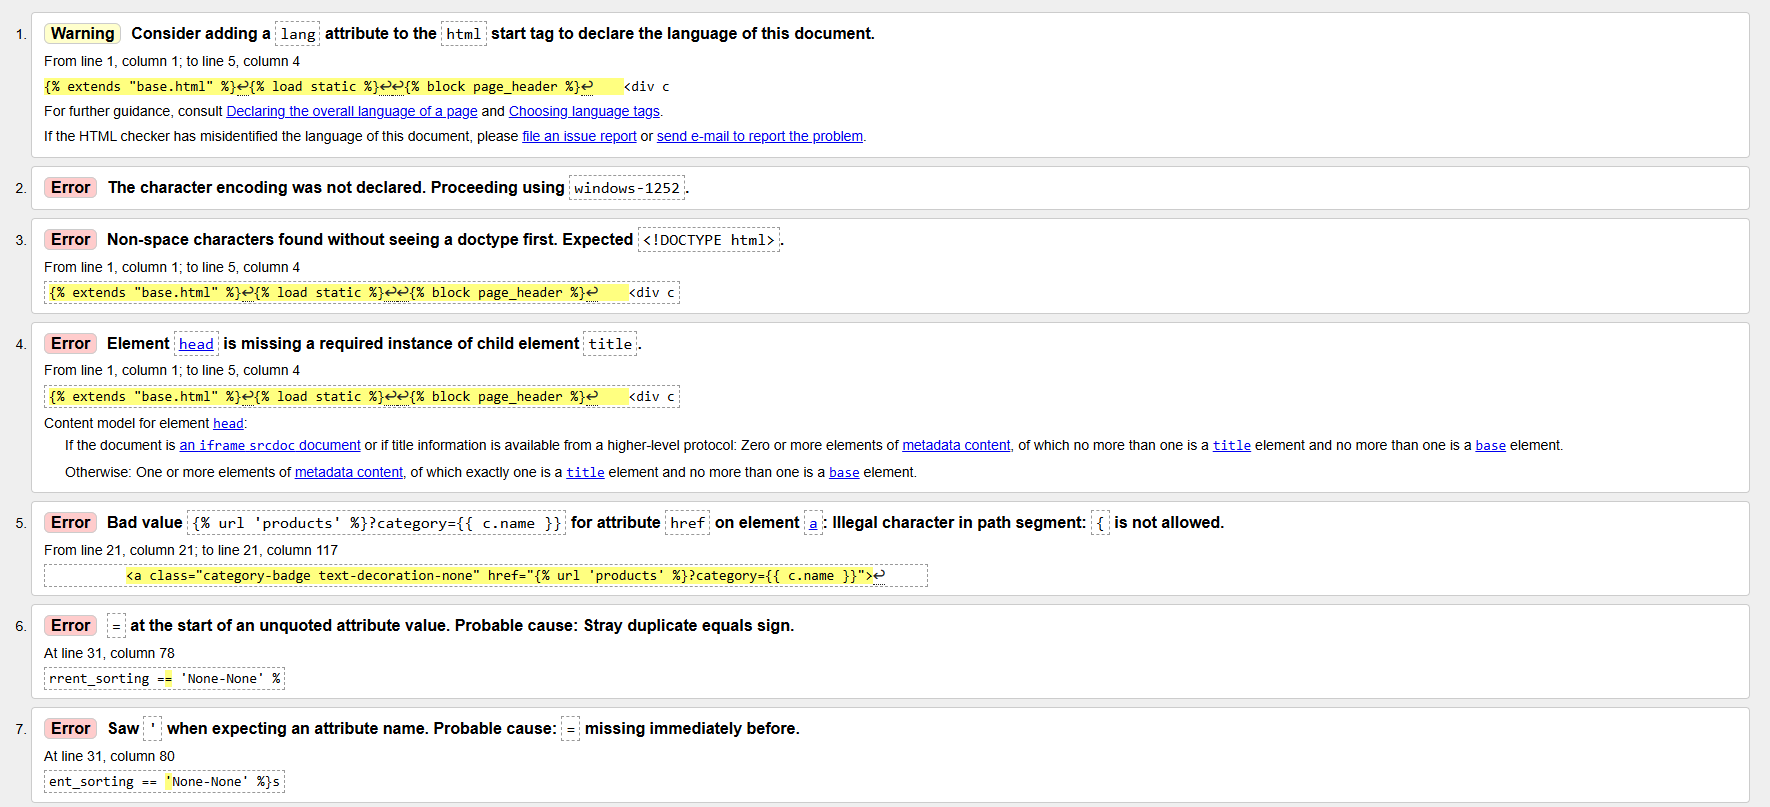 1. Warning Consider adding a lang attribute to the html start tag to declare the language of this document.
From line 1, column 1; to line 5, column 4
{% extends "base.html" %}↩{% load static %}↩↩{% block page_header %}↩    <div c
For further guidance, consult Declaring the overall language of a page and Choosing language tags.
If the HTML checker has misidentified the language of this document, please file an issue report or send e-mail to report the problem.
2. Error The character encoding was not declared. Proceeding using windows-1252.
3. Error Non-space characters found without seeing a doctype first. Expected <!DOCTYPE html>.
From line 1, column 1; to line 5, column 4
{% extends "base.html" %}↩{% load static %}↩↩{% block page_header %}↩    <div c
4. Error Element head is missing a required instance of child element title.
From line 1, column 1; to line 5, column 4
{% extends "base.html" %}↩{% load static %}↩↩{% block page_header %}↩    <div c
Content model for element head:
If the document is an iframe srcdoc document or if title information is available from a higher-level protocol: Zero or more elements of metadata content, of which no more than one is a title element and no more than one is a base element.
Otherwise: One or more elements of metadata content, of which exactly one is a title element and no more than one is a base element.
5. Error Bad value {% url 'products' %}?category={{ c.name }} for attribute href on element a: Illegal character in path segment: { is not allowed.
From line 21, column 21; to line 21, column 117
<a class="category-badge text-decoration-none" href="{% url 'products' %}?category={{ c.name }}">↩
6. Error = at the start of an unquoted attribute value. Probable cause: Stray duplicate equals sign.
At line 31, column 78
rrent_sorting == 'None-None' %
7. Error Saw ' when expecting an attribute name. Probable cause: = missing immediately before.
At line 31, column 80
ent_sorting == 'None-None' %}s